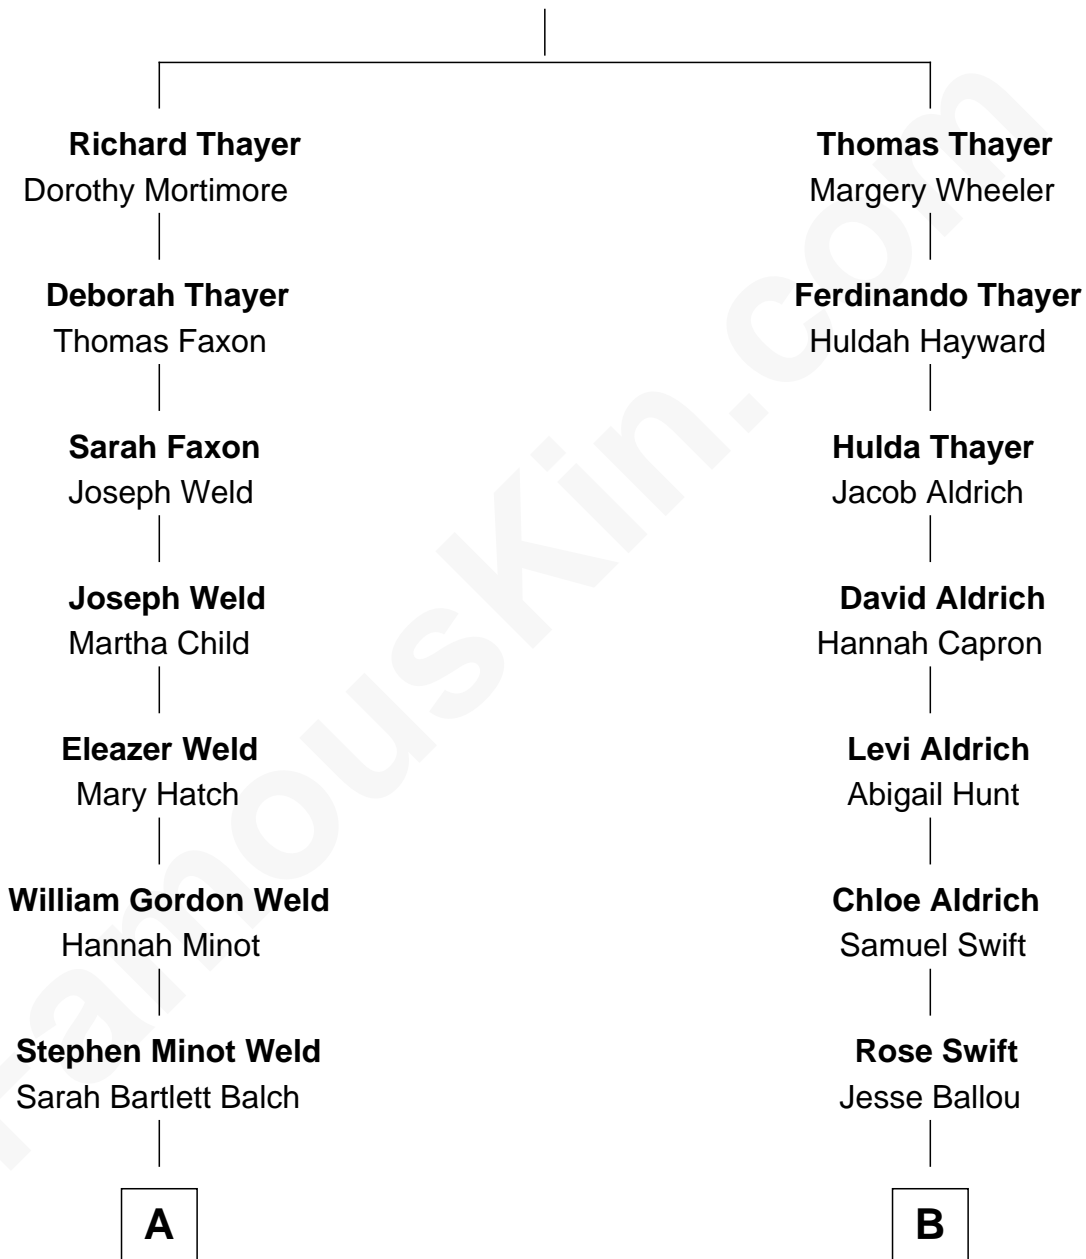 Richard Thayer
Dorothy Mortimore
Deborah Thayer
Thomas Faxon
Sarah Faxon
Joseph Weld
Joseph Weld
Martha Child
Eleazer Weld
Mary Hatch
William Gordon Weld
Hannah Minot
Stephen Minot Weld
Sarah Bartlett Balch
A
Thomas Thayer
Margery Wheeler
Ferdinando Thayer
Huldah Hayward
Hulda Thayer
Jacob Aldrich
David Aldrich
Hannah Capron
Levi Aldrich
Abigail Hunt
Chloe Aldrich
Samuel Swift
Rose Swift
Jesse Ballou
B
FamousKin.com